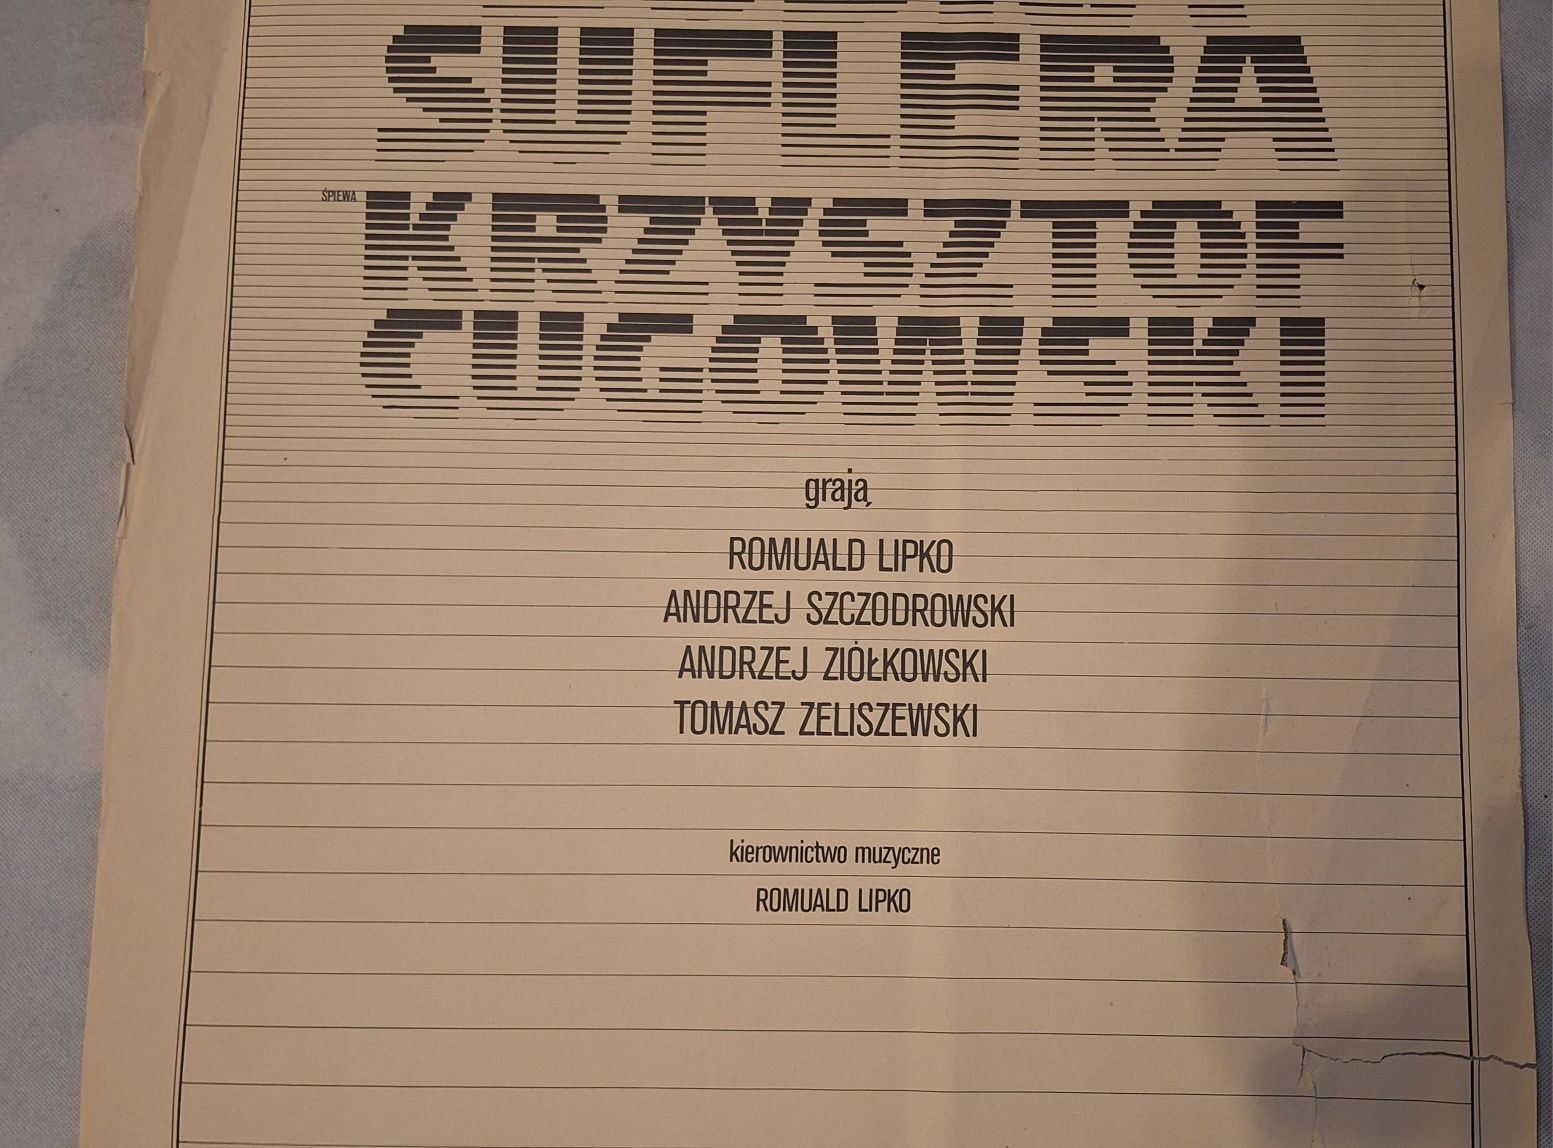 SUFLERA
ŚPIEWA KRZYSZTOF
CUGOWSKI
grają
ROMUALD LIPKO
ANDRZEJ SZCZODROWSKI
ANDRZEJ ZIÓŁKOWSKI
TOMASZ ZELISZEWSKI
kierownictwo muzyczne
ROMUALD LIPKO